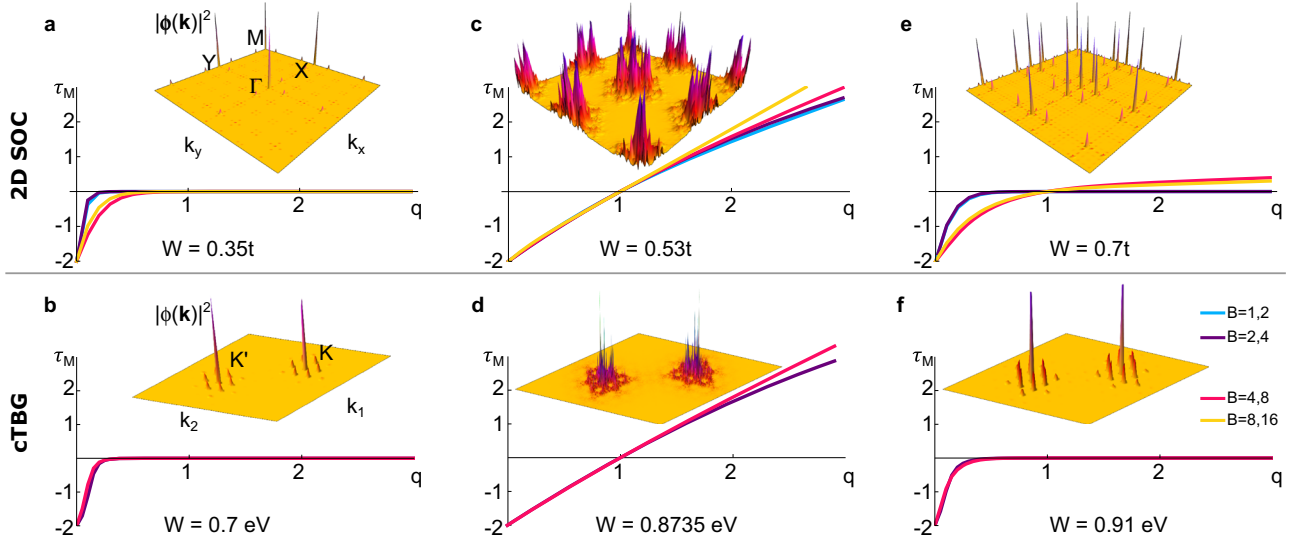 2D SOC
a
|ϕ(k)|²
M
Y
X
Γ
τM
2
1
ky
kx
1
2
q
-1
-2
W = 0.35t
c
τM
2
1
1
2
q
-1
-2
W = 0.53t
e
τM
2
1
1
2
q
-1
-2
W = 0.7t
cTBG
b
|ϕ(k)|²
K'
K
τM
2
1
k2
k1
1
2
q
-1
-2
W = 0.7 eV
d
τM
2
1
1
2
q
-1
-2
W = 0.8735 eV
f
B=1,2
B=2,4
B=4,8
B=8,16
τM
2
1
1
2
q
-1
-2
W = 0.91 eV